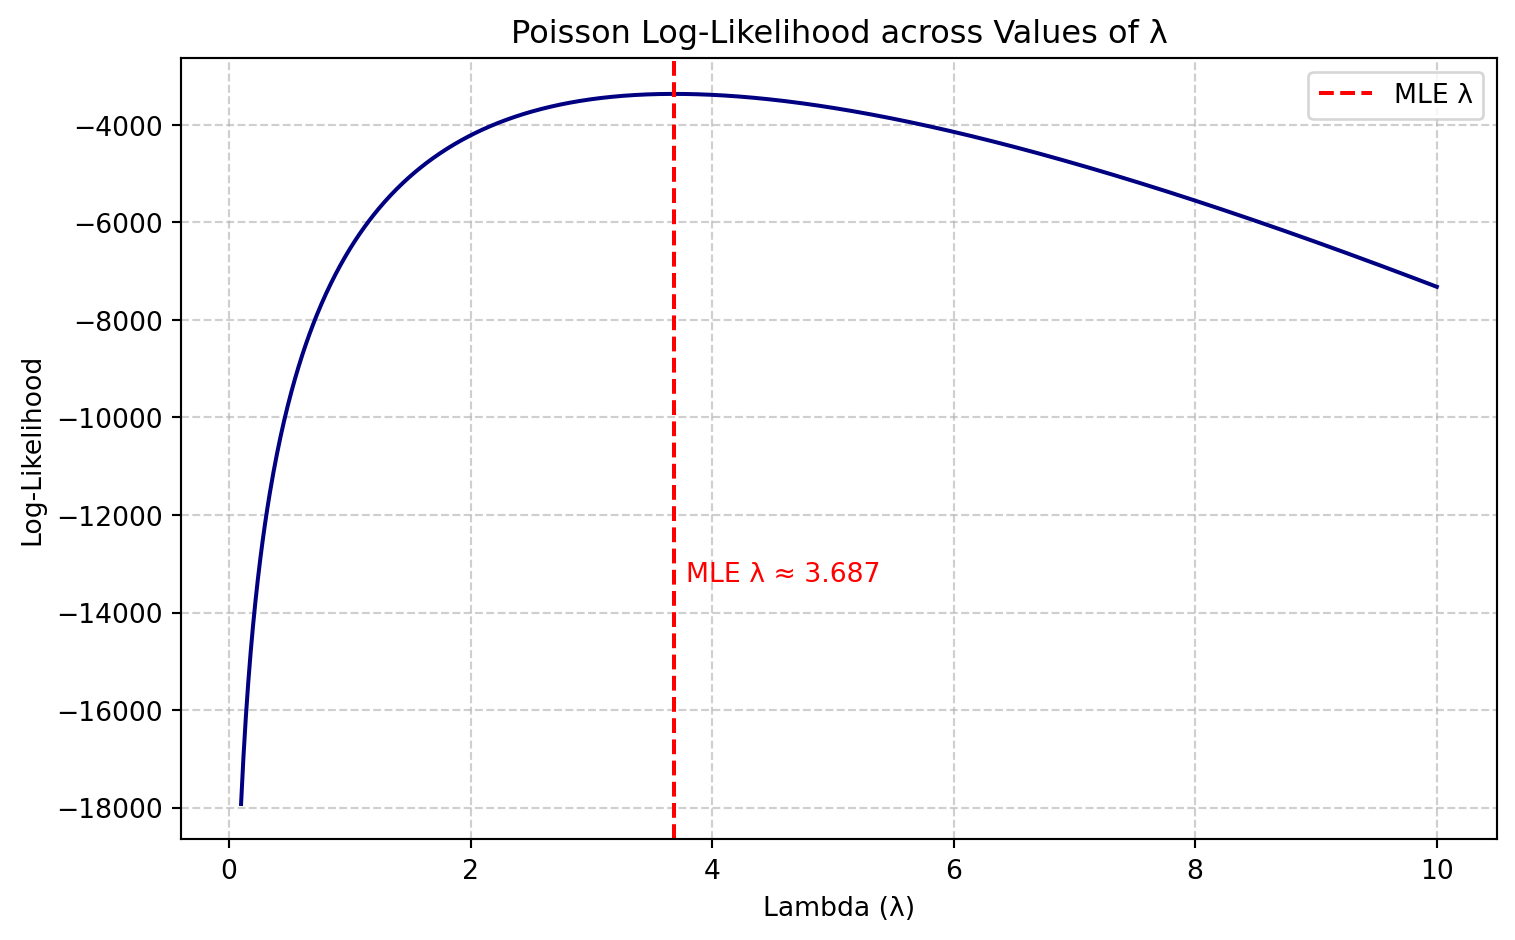 Poisson Log-Likelihood across Values of λ
MLE λ
−4000
−6000
−8000
−10000
−12000
−14000
−16000
−18000
Log-Likelihood
MLE λ ≈ 3.687
0 2 4 6 8 10
Lambda (λ)